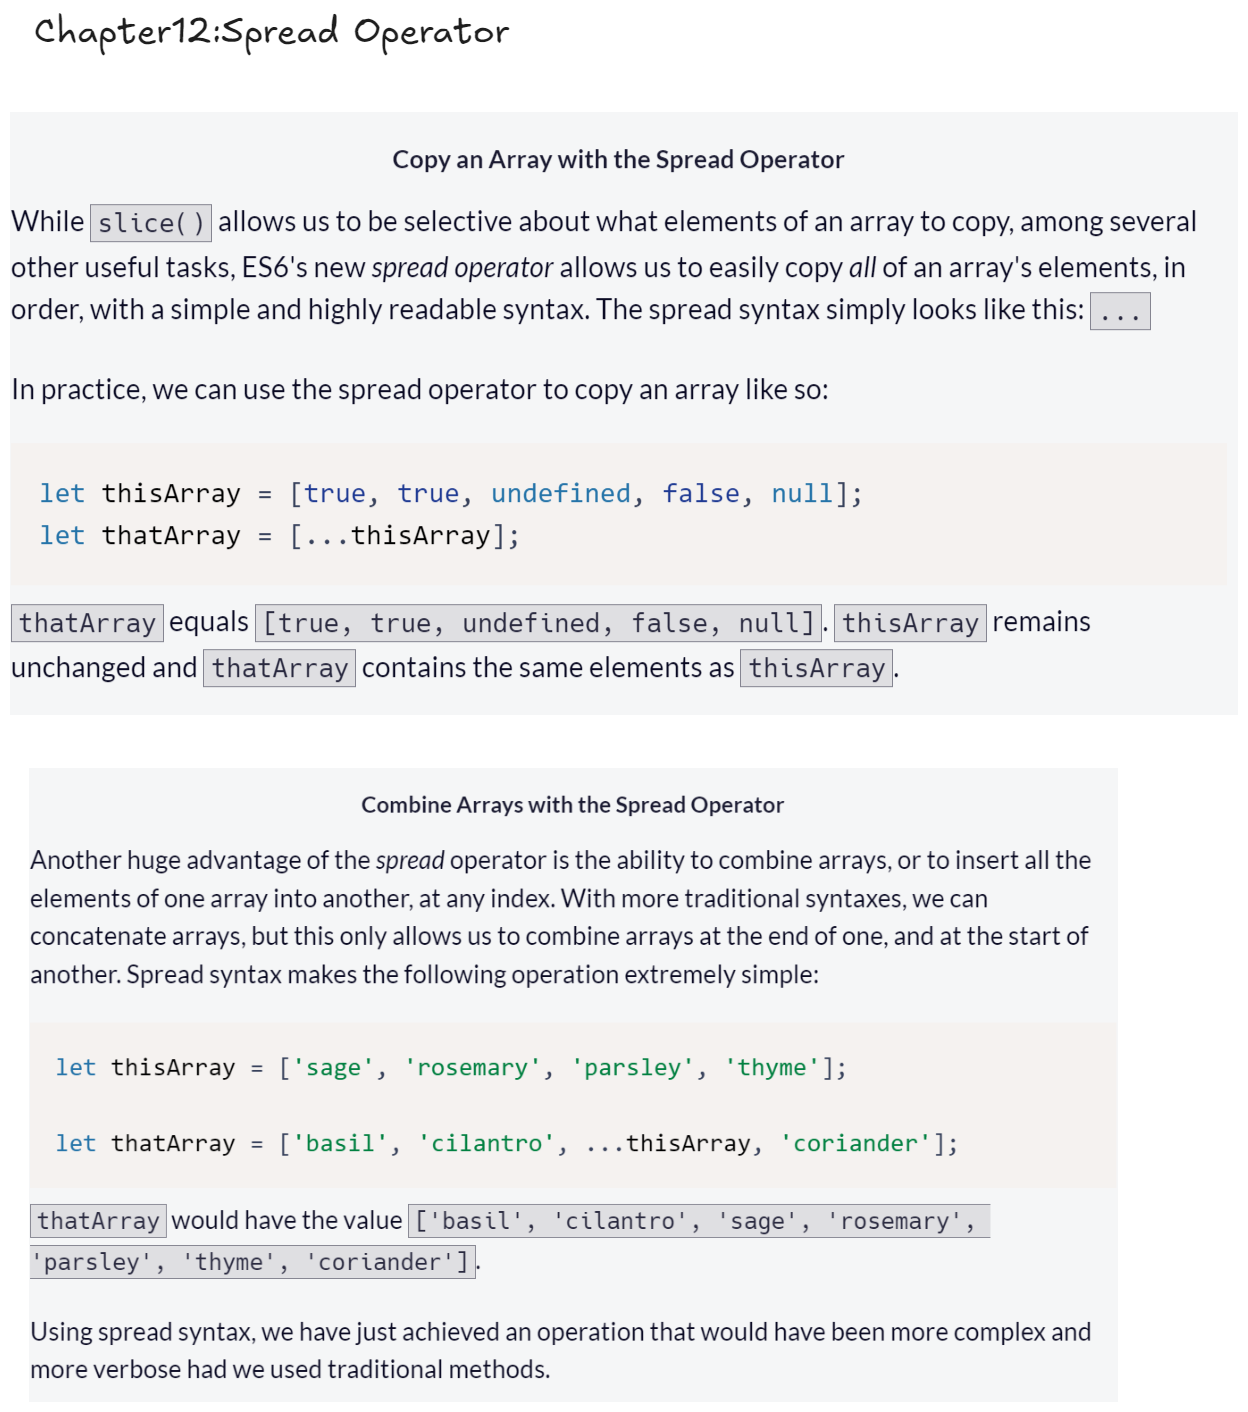 Chapter12:Spread Operator
Copy an Array with the Spread Operator
While slice() allows us to be selective about what elements of an array to copy, among several
other useful tasks, ES6's new spread operator allows us to easily copy all of an array's elements, in
order, with a simple and highly readable syntax. The spread syntax simply looks like this: ...
In practice, we can use the spread operator to copy an array like so:
let thisArray = [true, true, undefined, false, null];
let thatArray = [...thisArray];
thatArray equals [true, true, undefined, false, null]. thisArray remains
unchanged and thatArray contains the same elements as thisArray.
Combine Arrays with the Spread Operator
Another huge advantage of the spread operator is the ability to combine arrays, or to insert all the
elements of one array into another, at any index. With more traditional syntaxes, we can
concatenate arrays, but this only allows us to combine arrays at the end of one, and at the start of
another. Spread syntax makes the following operation extremely simple:
let thisArray = ['sage', 'rosemary', 'parsley', 'thyme'];
let thatArray = ['basil', 'cilantro', ...thisArray, 'coriander'];
thatArray would have the value ['basil', 'cilantro', 'sage', 'rosemary',
'parsley', 'thyme', 'coriander'].
Using spread syntax, we have just achieved an operation that would have been more complex and
more verbose had we used traditional methods.